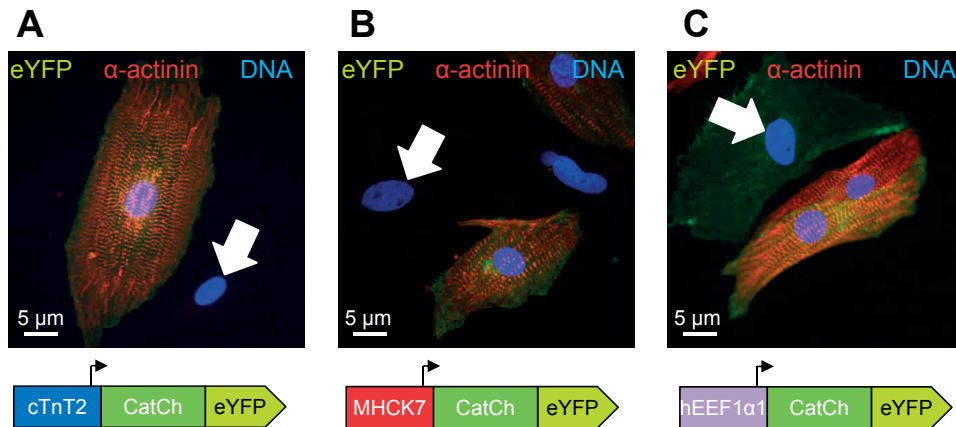 A
eYFP α-actinin DNA
5 µm
cTnT2 CatCh eYFP
B
eYFP α-actinin DNA
5 µm
MHCK7 CatCh eYFP
C
eYFP α-actinin DNA
5 µm
hEEF1α1 CatCh eYFP